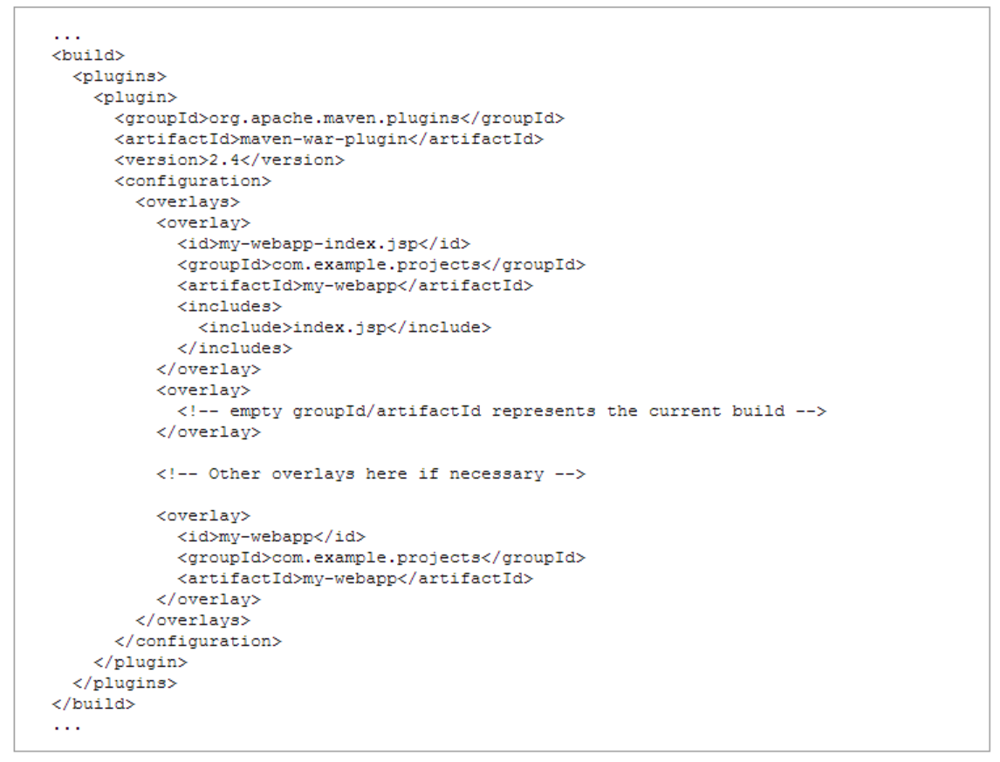 ...
<build>
  <plugins>
    <plugin>
      <groupId>org.apache.maven.plugins</groupId>
      <artifactId>maven-war-plugin</artifactId>
      <version>2.4</version>
      <configuration>
        <overlays>
          <overlay>
            <id>my-webapp-index.jsp</id>
            <groupId>com.example.projects</groupId>
            <artifactId>my-webapp</artifactId>
            <includes>
              <include>index.jsp</include>
            </includes>
          </overlay>
          <overlay>
            <!-- empty groupId/artifactId represents the current build -->
          </overlay>

          <!-- Other overlays here if necessary -->

          <overlay>
            <id>my-webapp</id>
            <groupId>com.example.projects</groupId>
            <artifactId>my-webapp</artifactId>
          </overlay>
        </overlays>
      </configuration>
    </plugin>
  </plugins>
</build>
...